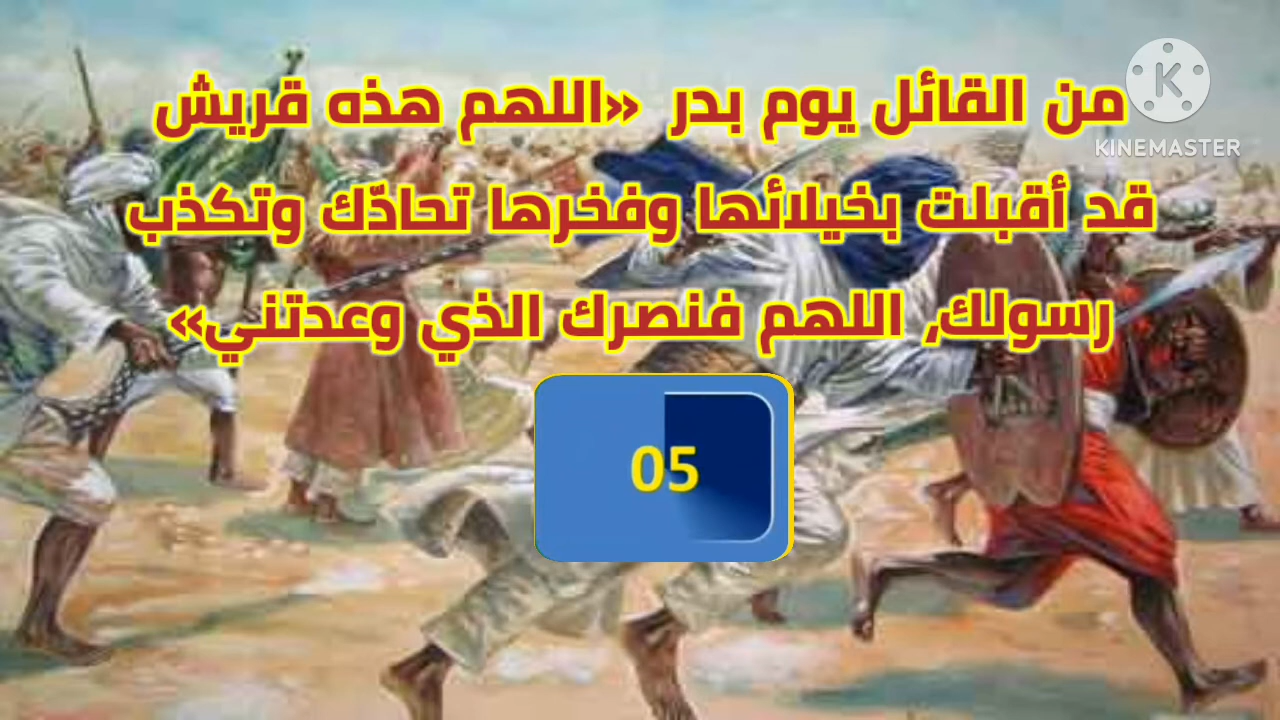 من القائل يوم بدر «اللهم هذه قريش
قد أقبلت بخيلائها وفخرها تحادّك وتكذب
رسولك, اللهم فنصرك الذي وعدتني»
05
K
KINEMASTER